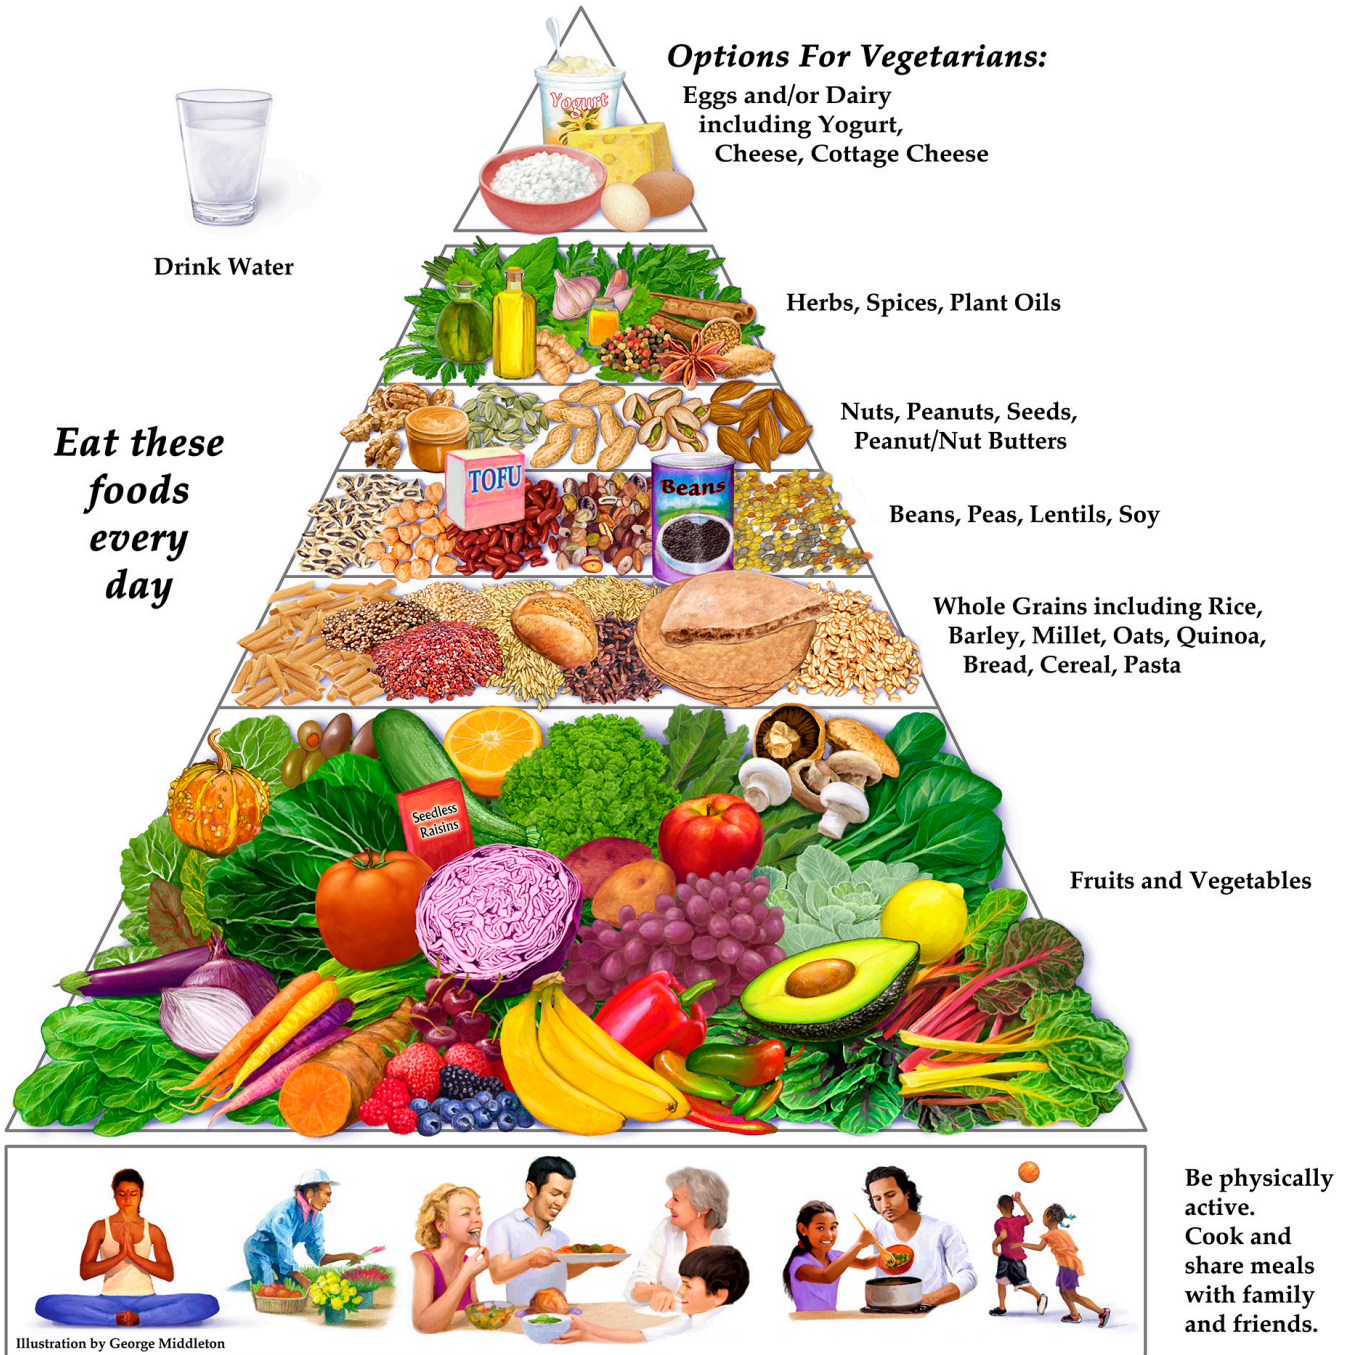 Options For Vegetarians:
Eggs and/or Dairy
including Yogurt,
Cheese, Cottage Cheese
Yogurt
Drink Water
Herbs, Spices, Plant Oils
Nuts, Peanuts, Seeds,
Peanut/Nut Butters
Eat these
foods
every
day
TOFU
Beans
Beans, Peas, Lentils, Soy
Whole Grains including Rice,
Barley, Millet, Oats, Quinoa,
Bread, Cereal, Pasta
Seedless
Raisins
Fruits and Vegetables
Be physically
active.
Cook and
share meals
with family
and friends.
Illustration by George Middleton